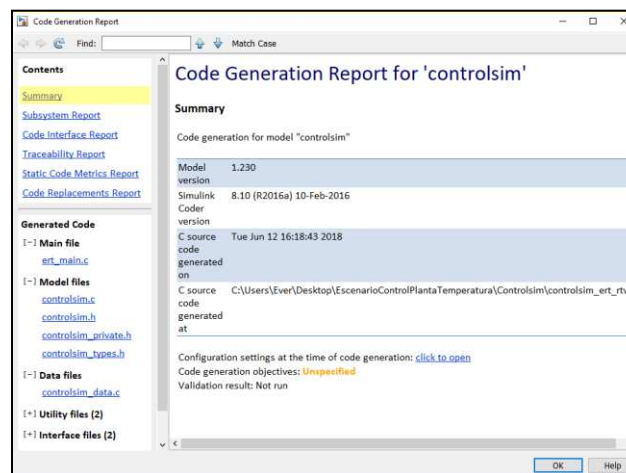 Code Generation Report
Find:
Match Case
Contents
Summary
Subsystem Report
Code Interface Report
Traceability Report
Static Code Metrics Report
Code Replacements Report
Generated Code
[-] Main file
ert_main.c
[-] Model files
controlsim.c
controlsim.h
controlsim_private.h
controlsim_types.h
[-] Data files
controlsim_data.c
[+] Utility files (2)
[+] Interface files (2)
Code Generation Report for 'controlsim'
Summary
Code generation for model "controlsim"
Model version 1.230
Simulink Coder version 8.10 (R2016a) 10-Feb-2016
C source code generated on Tue Jun 12 16:18:43 2018
C source code generated at C:\Users\Ever\Desktop\EscenarioControlPlantaTemperatura\Controlsim\controlsim_ert_rtw
Configuration settings at the time of code generation: click to open
Code generation objectives: Unspecified
Validation result: Not run
OK
Help